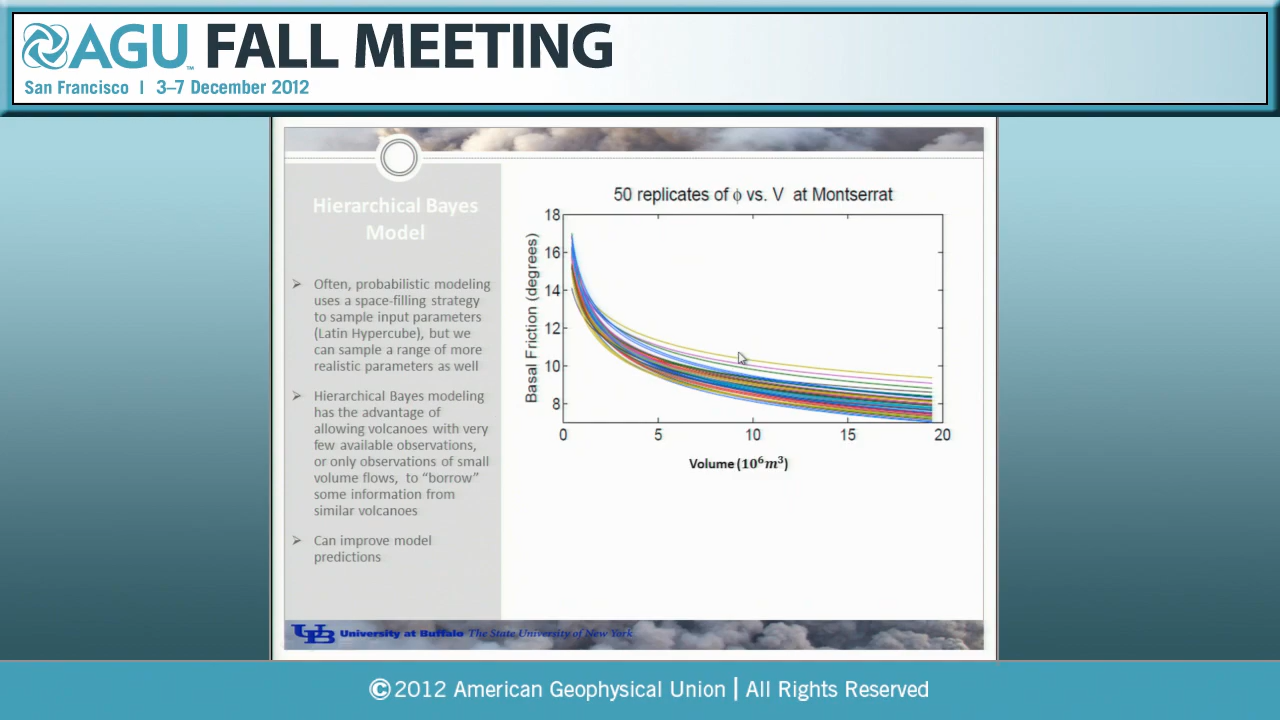 AGU FALL MEETING
San Francisco | 3–7 December 2012
Hierarchical Bayes
Model
➢ Often, probabilistic modeling
uses a space-filling strategy
to sample input parameters
(Latin Hypercube), but we
can sample a range of more
realistic parameters as well
➢ Hierarchical Bayes modeling
has the advantage of
allowing volcanoes with very
few available observations,
or only observations of small
volume flows, to “borrow”
some information from
similar volcanoes
➢ Can improve model
predictions
50 replicates of ϕ vs. V at Montserrat
Basal Friction (degrees)
18
16
14
12
10
8
0 5 10 15 20
Volume (10⁶m³)
UB University at Buffalo The State University of New York
©2012 American Geophysical Union | All Rights Reserved